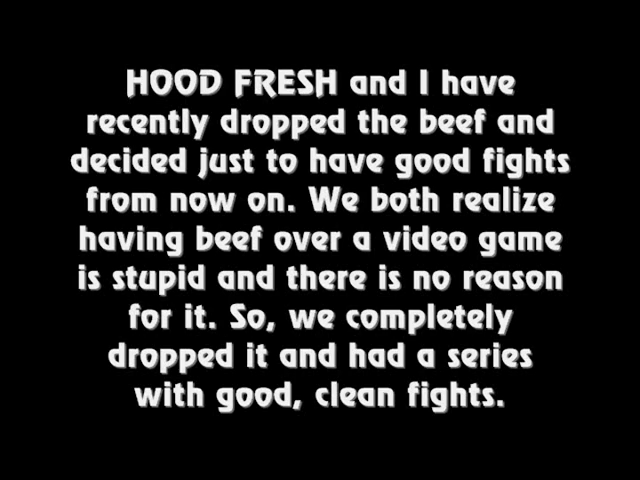 HOOD FRESH and I have
recently dropped the beef and
decided just to have good fights
from now on. We both realize
having beef over a video game
is stupid and there is no reason
for it. So, we completely
dropped it and had a series
with good, clean fights.